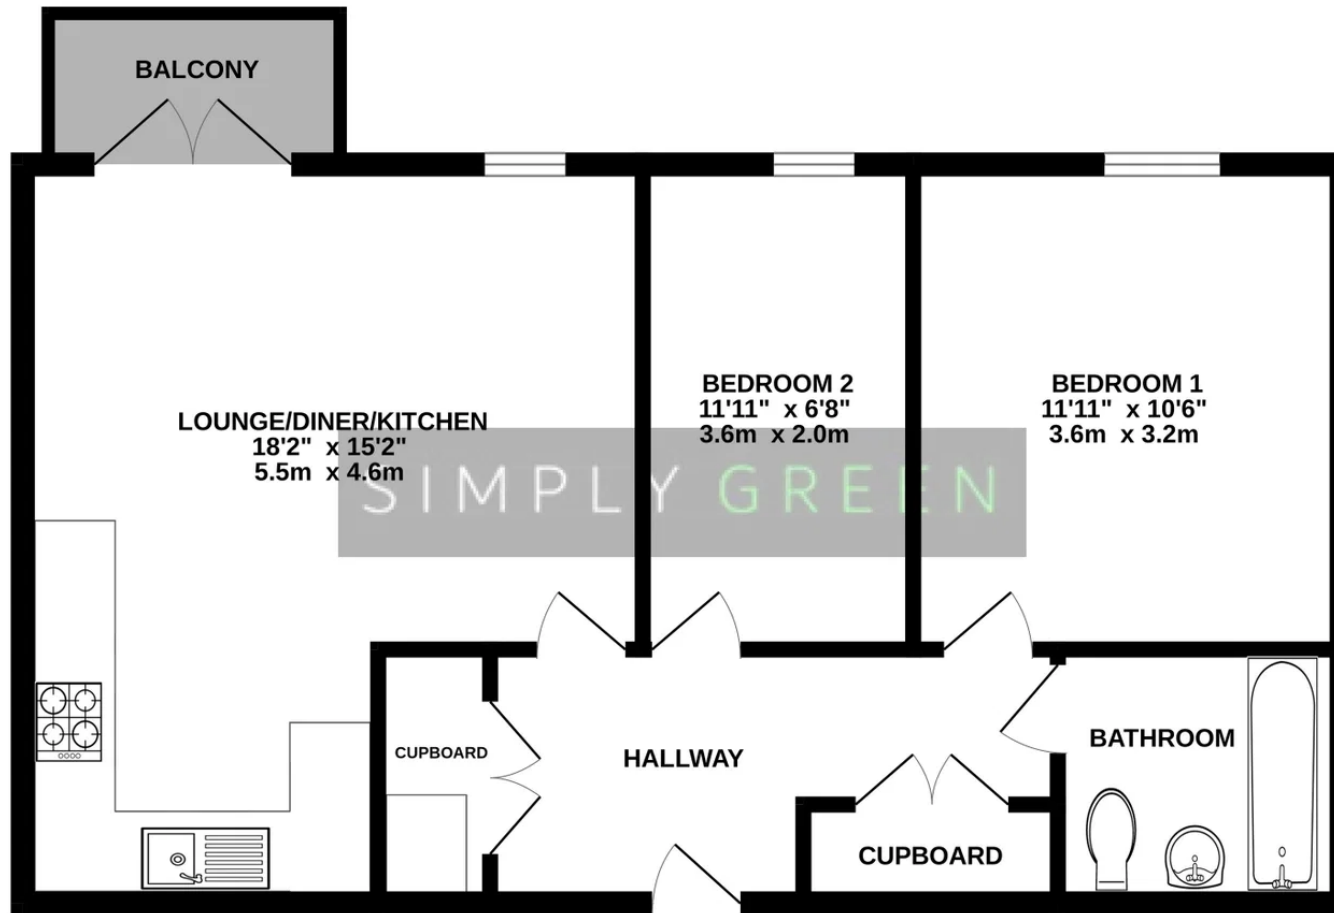 BALCONY
LOUNGE/DINER/KITCHEN
18'2" x 15'2"
5.5m x 4.6m
BEDROOM 2
11'11" x 6'8"
3.6m x 2.0m
BEDROOM 1
11'11" x 10'6"
3.6m x 3.2m
SIMPLY GREEN
CUPBOARD
HALLWAY
BATHROOM
CUPBOARD